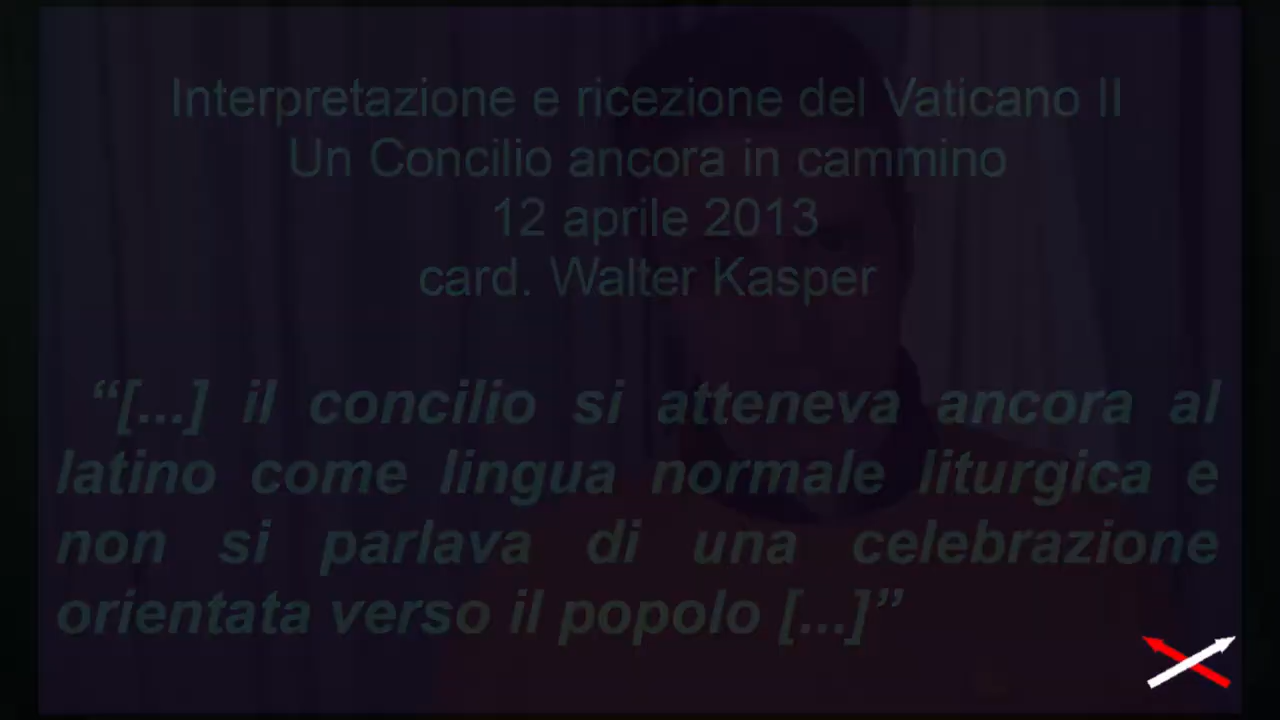 Interpretazione e ricezione del Vaticano II
Un Concilio ancora in cammino
12 aprile 2013
card. Walter Kasper
“[...] il concilio si atteneva ancora al
latino come lingua normale liturgica e
non si parlava di una celebrazione
orientata verso il popolo [...]”